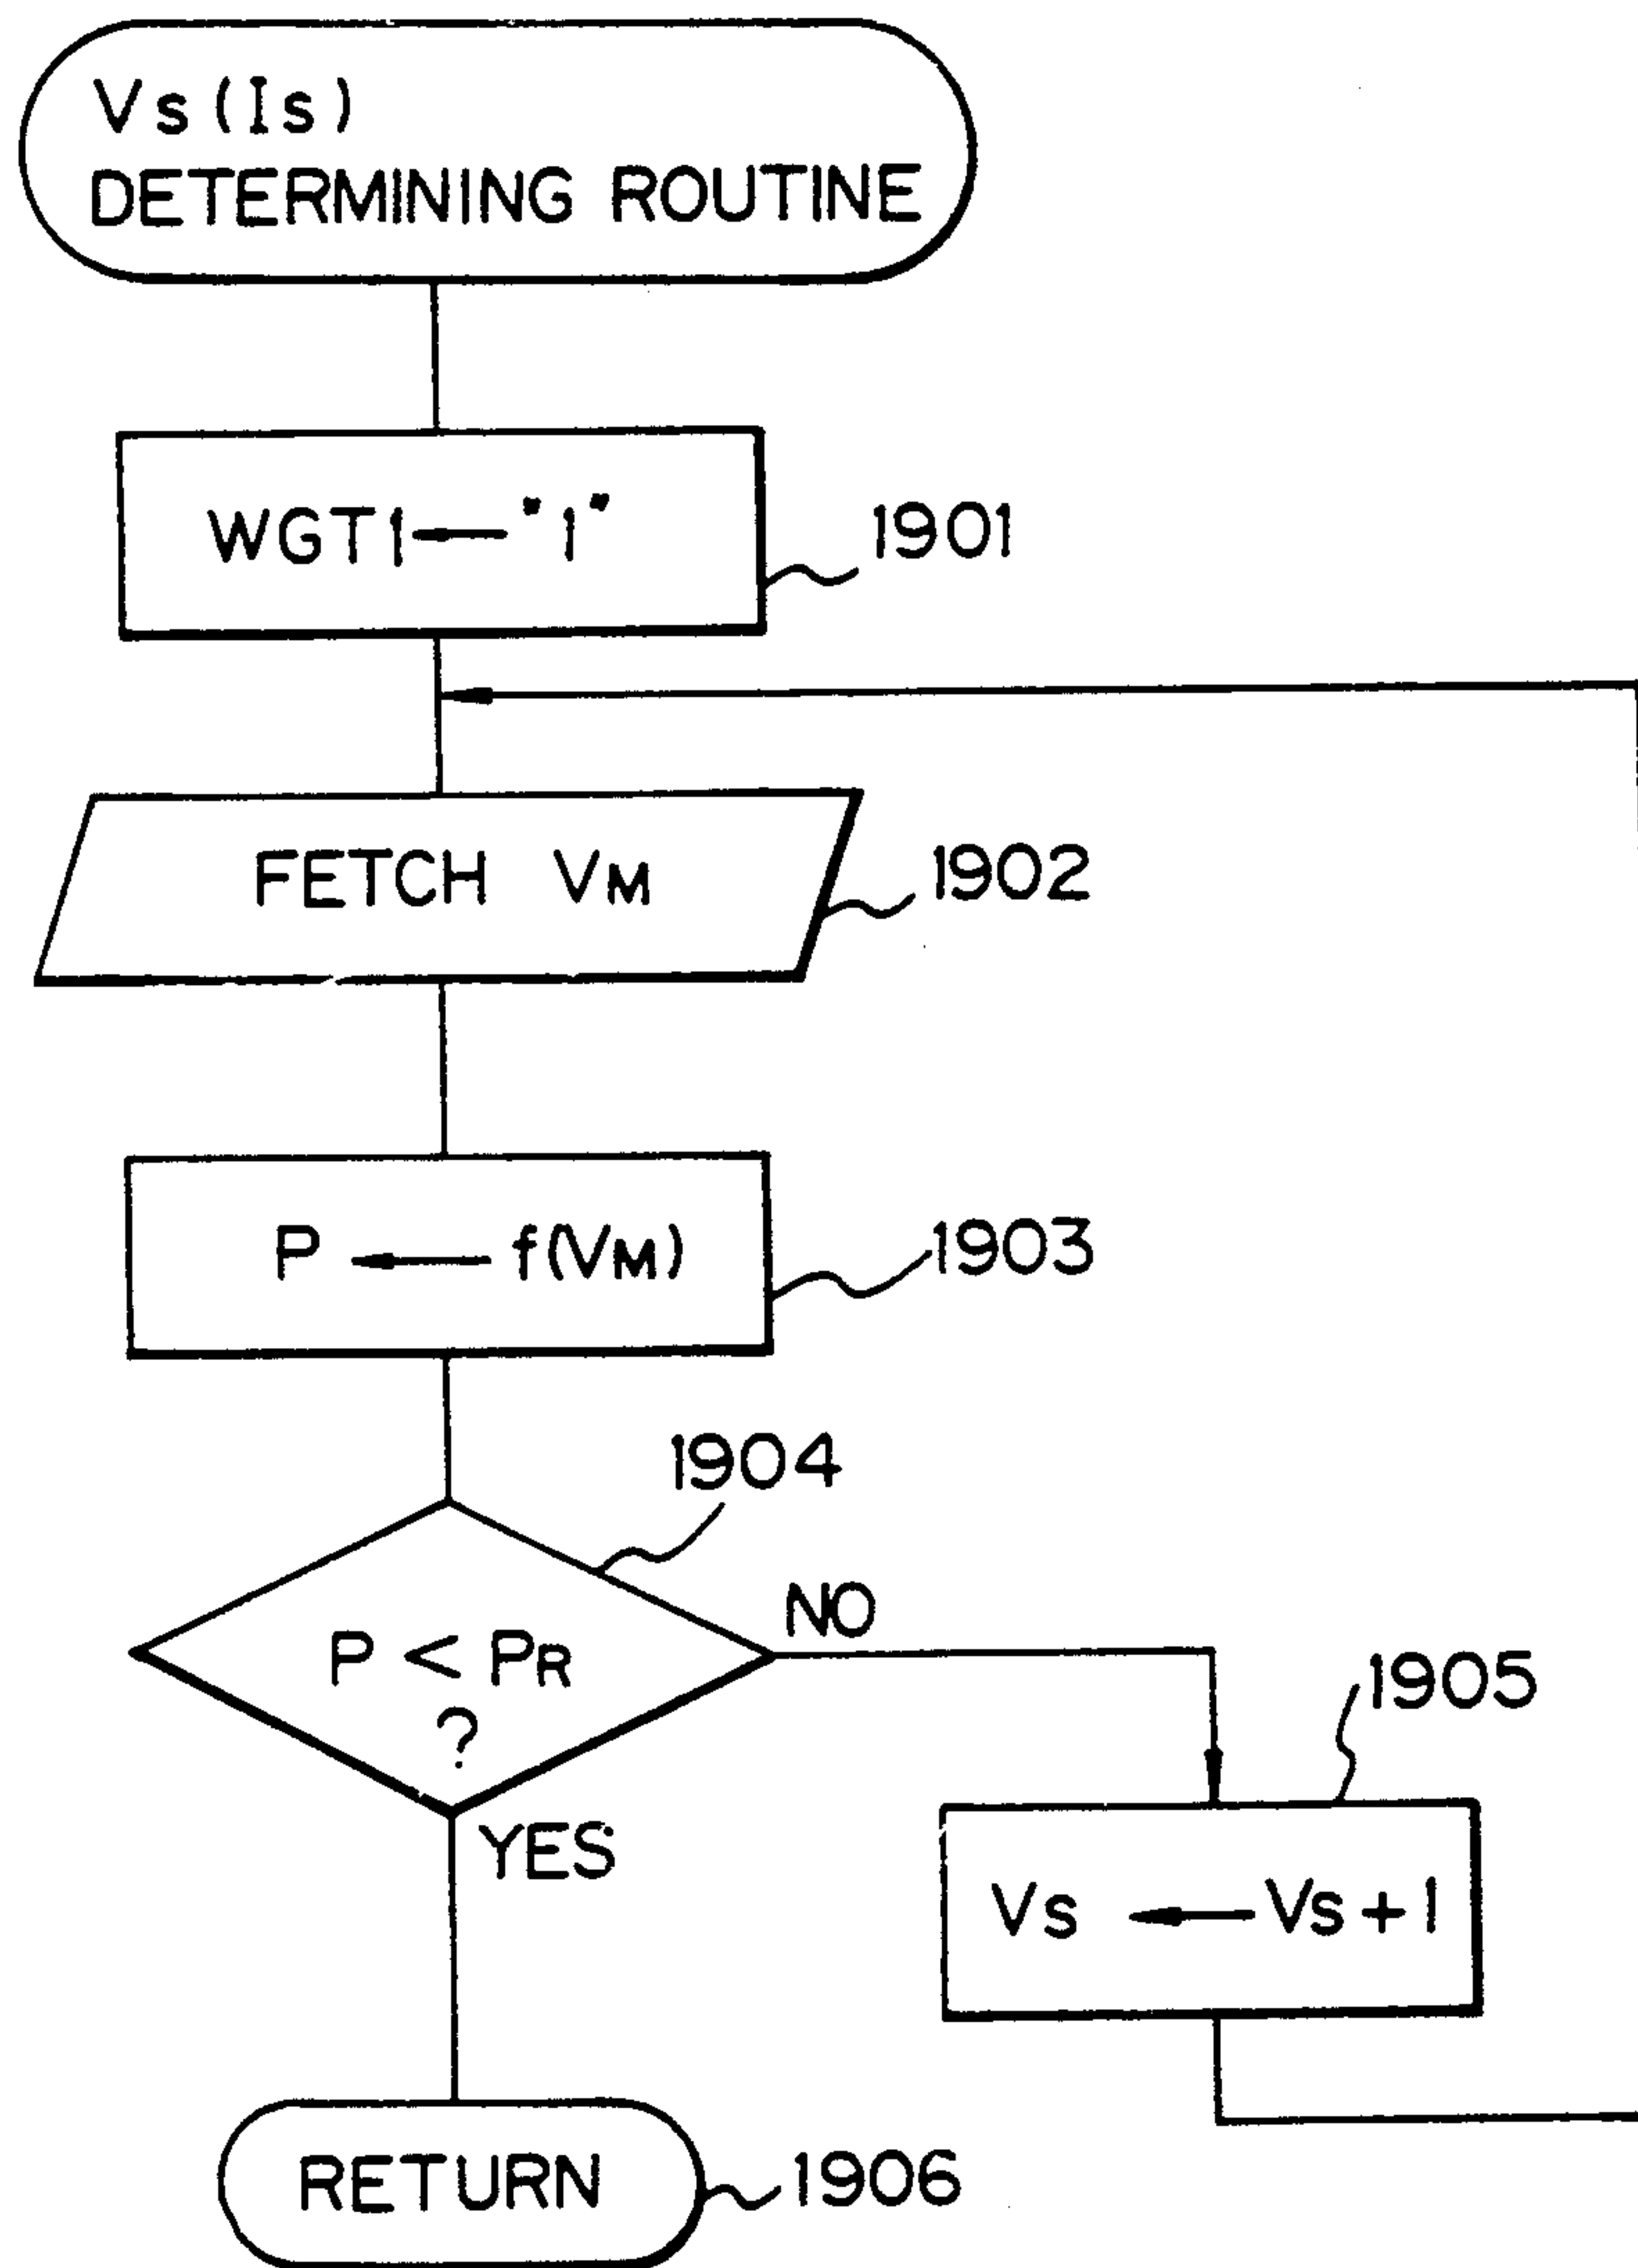 Vs(Is)
DETERMINING ROUTINE
WGT1 ← "1"
1901
FETCH VM
1902
P ← f(VM)
1903
1904
P < PR
?
NO
YES
1905
Vs ← Vs+1
RETURN
1906